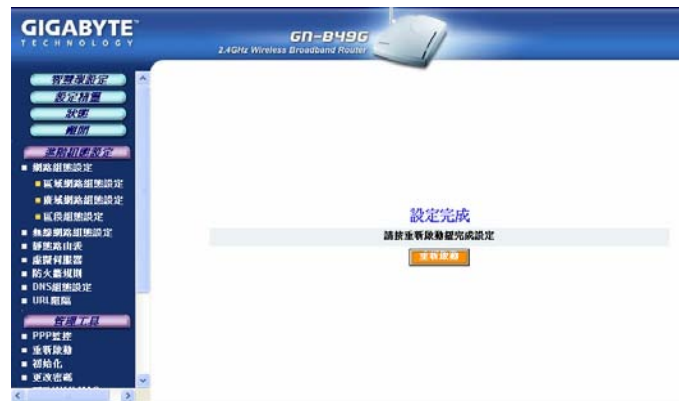 GIGABYTE™
TECHNOLOGY
GN-B49G
2.4GHz Wireless Broadband Router
智慧型設定
設定精靈
狀態
離開
進階組態設定
網路組態設定
區域網路組態設定
廣域網路組態設定
區段組態設定
無線網路組態設定
靜態路由表
虛擬伺服器
防火牆規則
DNS組態設定
URL阻隔
管理工具
PPP監控
重新啟動
初始化
更改密碼
設定完成
請按重新啟動鈕完成設定
重新啟動